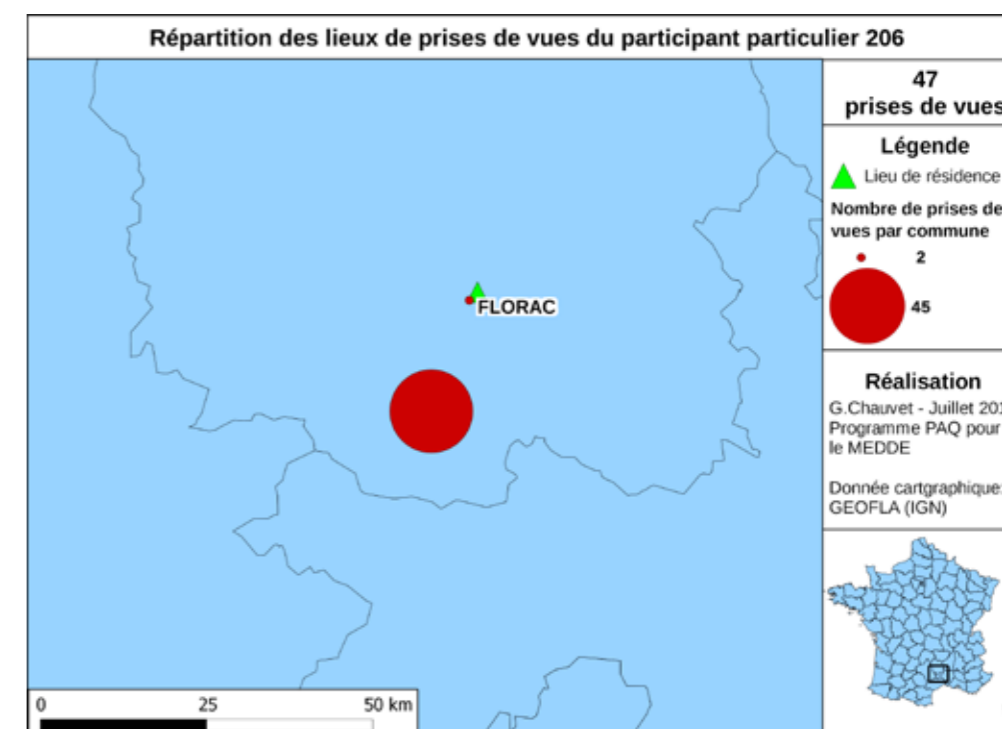 Répartition des lieux de prises de vues du participant particulier 206
47
prises de vues
Légende
Lieu de résidence
Nombre de prises de
vues par commune
2
45
FLORAC
Réalisation
G.Chauvet - Juillet 201
Programme PAQ pour
le MEDDE
Donnée cartgraphique:
GEOFLA (IGN)
0 25 50 km